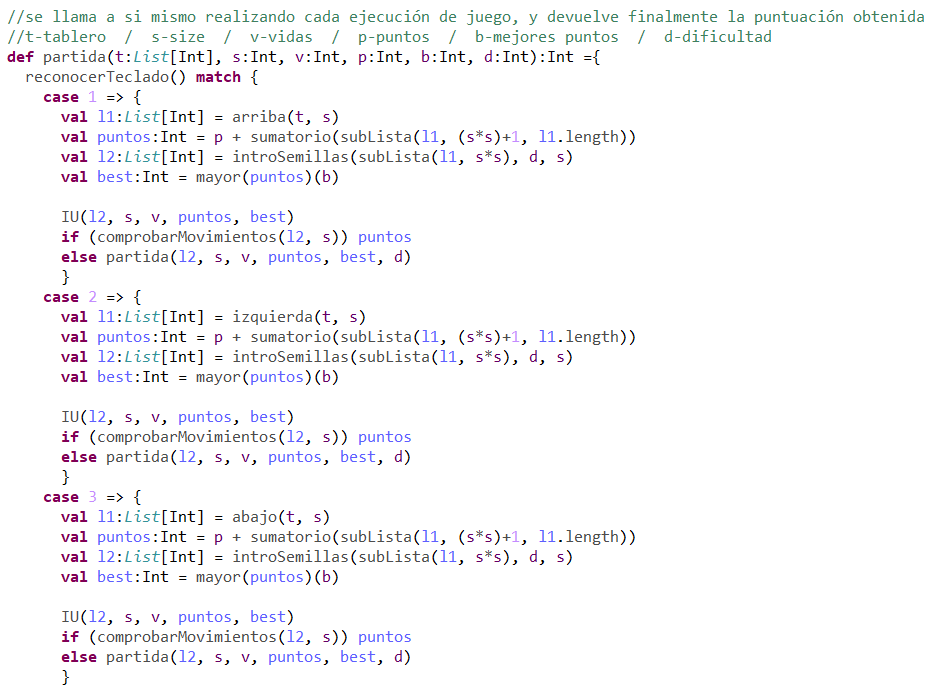 //se llama a si mismo realizando cada ejecución de juego, y devuelve finalmente la puntuación obtenida
//t-tablero  /  s-size  /  v-vidas  /  p-puntos  /  b-mejores puntos  /  d-dificultad
def partida(t:List[Int], s:Int, v:Int, p:Int, b:Int, d:Int):Int ={
  reconocerTeclado() match {
    case 1 => {
      val l1:List[Int] = arriba(t, s)
      val puntos:Int = p + sumatorio(subLista(l1, (s*s)+1, l1.length))
      val l2:List[Int] = introSemillas(subLista(l1, s*s), d, s)
      val best:Int = mayor(puntos)(b)

      IU(l2, s, v, puntos, best)
      if (comprobarMovimientos(l2, s)) puntos
      else partida(l2, s, v, puntos, best, d)
      }
    case 2 => {
      val l1:List[Int] = izquierda(t, s)
      val puntos:Int = p + sumatorio(subLista(l1, (s*s)+1, l1.length))
      val l2:List[Int] = introSemillas(subLista(l1, s*s), d, s)
      val best:Int = mayor(puntos)(b)

      IU(l2, s, v, puntos, best)
      if (comprobarMovimientos(l2, s)) puntos
      else partida(l2, s, v, puntos, best, d)
      }
    case 3 => {
      val l1:List[Int] = abajo(t, s)
      val puntos:Int = p + sumatorio(subLista(l1, (s*s)+1, l1.length))
      val l2:List[Int] = introSemillas(subLista(l1, s*s), d, s)
      val best:Int = mayor(puntos)(b)

      IU(l2, s, v, puntos, best)
      if (comprobarMovimientos(l2, s)) puntos
      else partida(l2, s, v, puntos, best, d)
      }